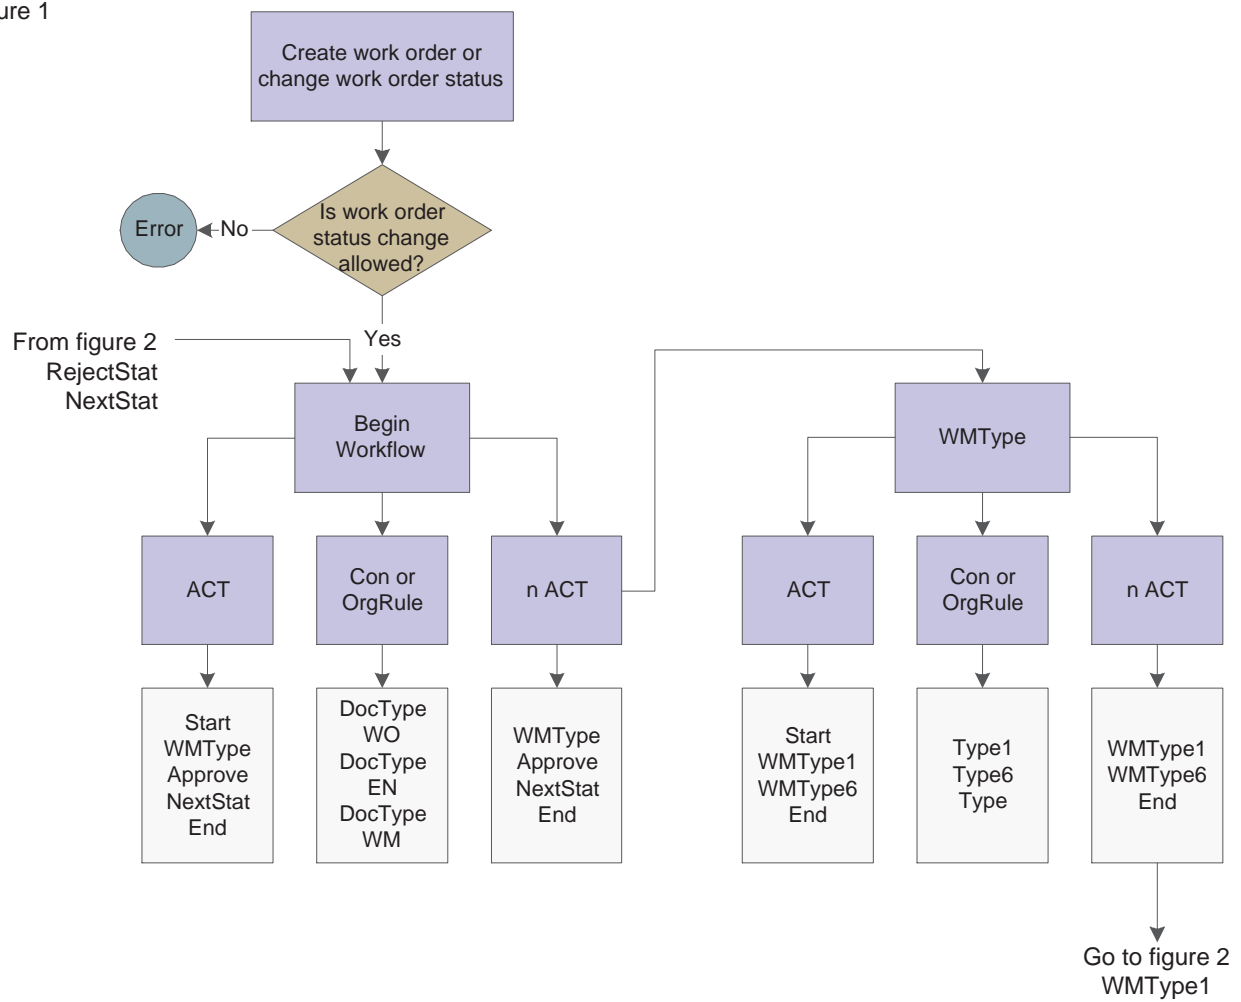 ure 1
Create work order or
change work order status
Is work order
status change
allowed?
No
Error
Yes
From figure 2
RejectStat
NextStat
Begin
Workflow
WMType
ACT
Con or
OrgRule
n ACT
ACT
Con or
OrgRule
n ACT
Start
WMType
Approve
NextStat
End
DocType
WO
DocType
EN
DocType
WM
WMType
Approve
NextStat
End
Start
WMType1
WMType6
End
Type1
Type6
Type
WMType1
WMType6
End
Go to figure 2
WMType1